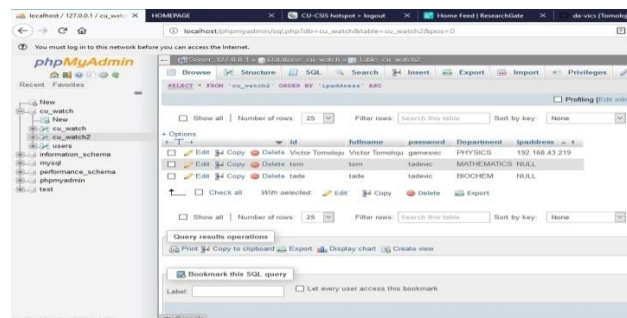 localhost / 127.0.0.1 / cu_watc
HOMEPAGE
CU-CSIS hotspot > logout
Home Feed | ResearchGate
da-vics (Tomoloj
localhost/phpmyadmin/sql.php?db=cu_watch&table=cu_watch2&pos=0
You must log in to this network before you can access the Internet.
phpMyAdmin
Recent Favorites
New
cu_watch
New
cu_watch
cu_watch2
users
information_schema
mysql
performance_schema
phpmyadmin
test
Server: 127.0.0.1 » Database: cu_watch » Table: cu_watch2
Browse Structure SQL Search Insert Export Import Privileges
SELECT * FROM `cu_watch2` ORDER BY `ipaddress` ASC
Profiling [Edit inli
Show all Number of rows: 25 Filter rows: Search this table Sort by key: None
+ Options
id fullname password Department ipaddress 1
Edit Copy Delete Victor Tomoloju Victor Tomoloju gamesvic PHYSICS 192.168.43.219
Edit Copy Delete tom tom tadevic MATHEMATICS NULL
Edit Copy Delete tade tade tadevic BIOCHEM NULL
Check all With selected: Edit Copy Delete Export
Show all Number of rows: 25 Filter rows: Search this table Sort by key: None
Query results operations
Print Copy to clipboard Export Display chart Create view
Bookmark this SQL query
Label: Let every user access this bookmark
Console